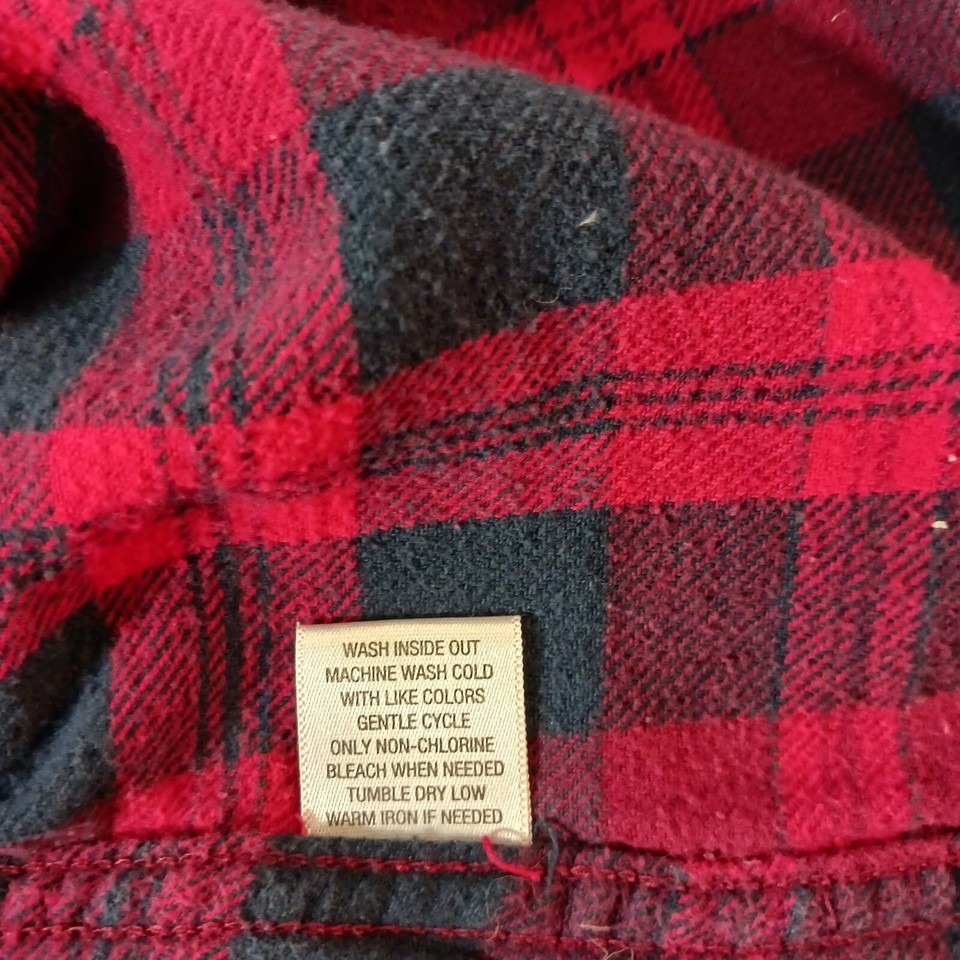 WASH INSIDE OUT
MACHINE WASH COLD
WITH LIKE COLORS
GENTLE CYCLE
ONLY NON-CHLORINE
BLEACH WHEN NEEDED
TUMBLE DRY LOW
WARM IRON IF NEEDED